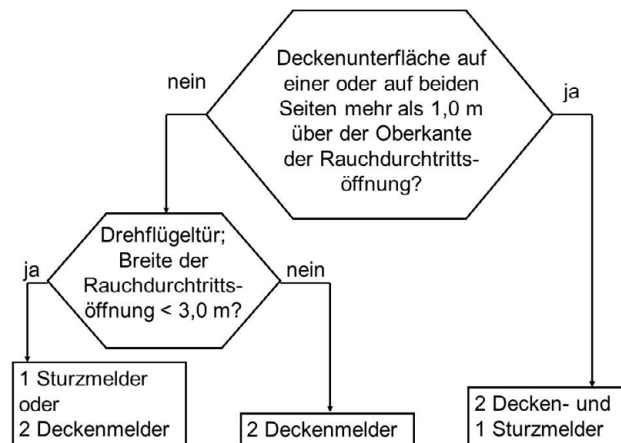 Deckenunterfläche auf
einer oder auf beiden
Seiten mehr als 1,0 m
über der Oberkante
der Rauchdurchtritts-
öffnung?
nein
ja
Drehflügeltür;
Breite der
Rauchdurchtritts-
öffnung < 3,0 m?
ja
nein
1 Sturzmelder
oder
2 Deckenmelder
2 Deckenmelder
2 Decken- und
1 Sturzmelder